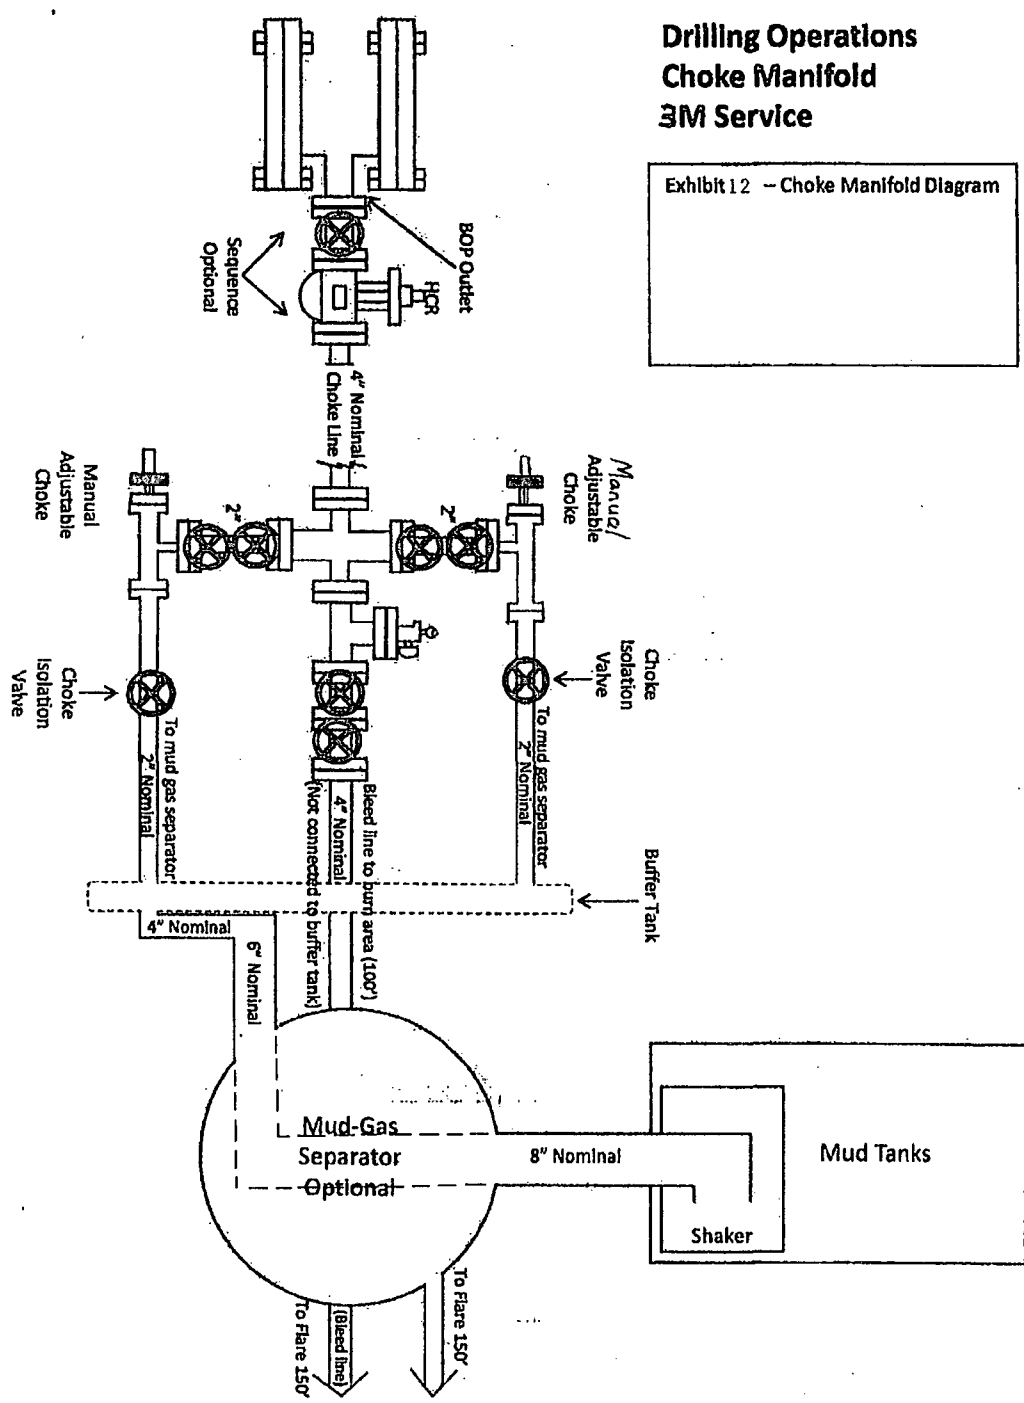 Drilling Operations
Choke Manifold
3M Service
Exhibit 12 – Choke Manifold Diagram
BOP Outlet
HCR
Sequence
Optional
4" Nominal
Choke Line
Manual
Adjustable
Choke
2"
2"
Manual
Adjustable
Choke
Choke
Isolation
Valve
Choke
Isolation
Valve
To mud gas separator
2" Nominal
Bleed line to burn area (100')
4" Nominal
(Not connected to buffer tank)
To mud gas separator
2" Nominal
Buffer Tank
4" Nominal
6" Nominal
Mud-Gas
Separator
Optional
8" Nominal
Mud Tanks
Shaker
To Flare 150'
(Bleed line)
To Flare 150'